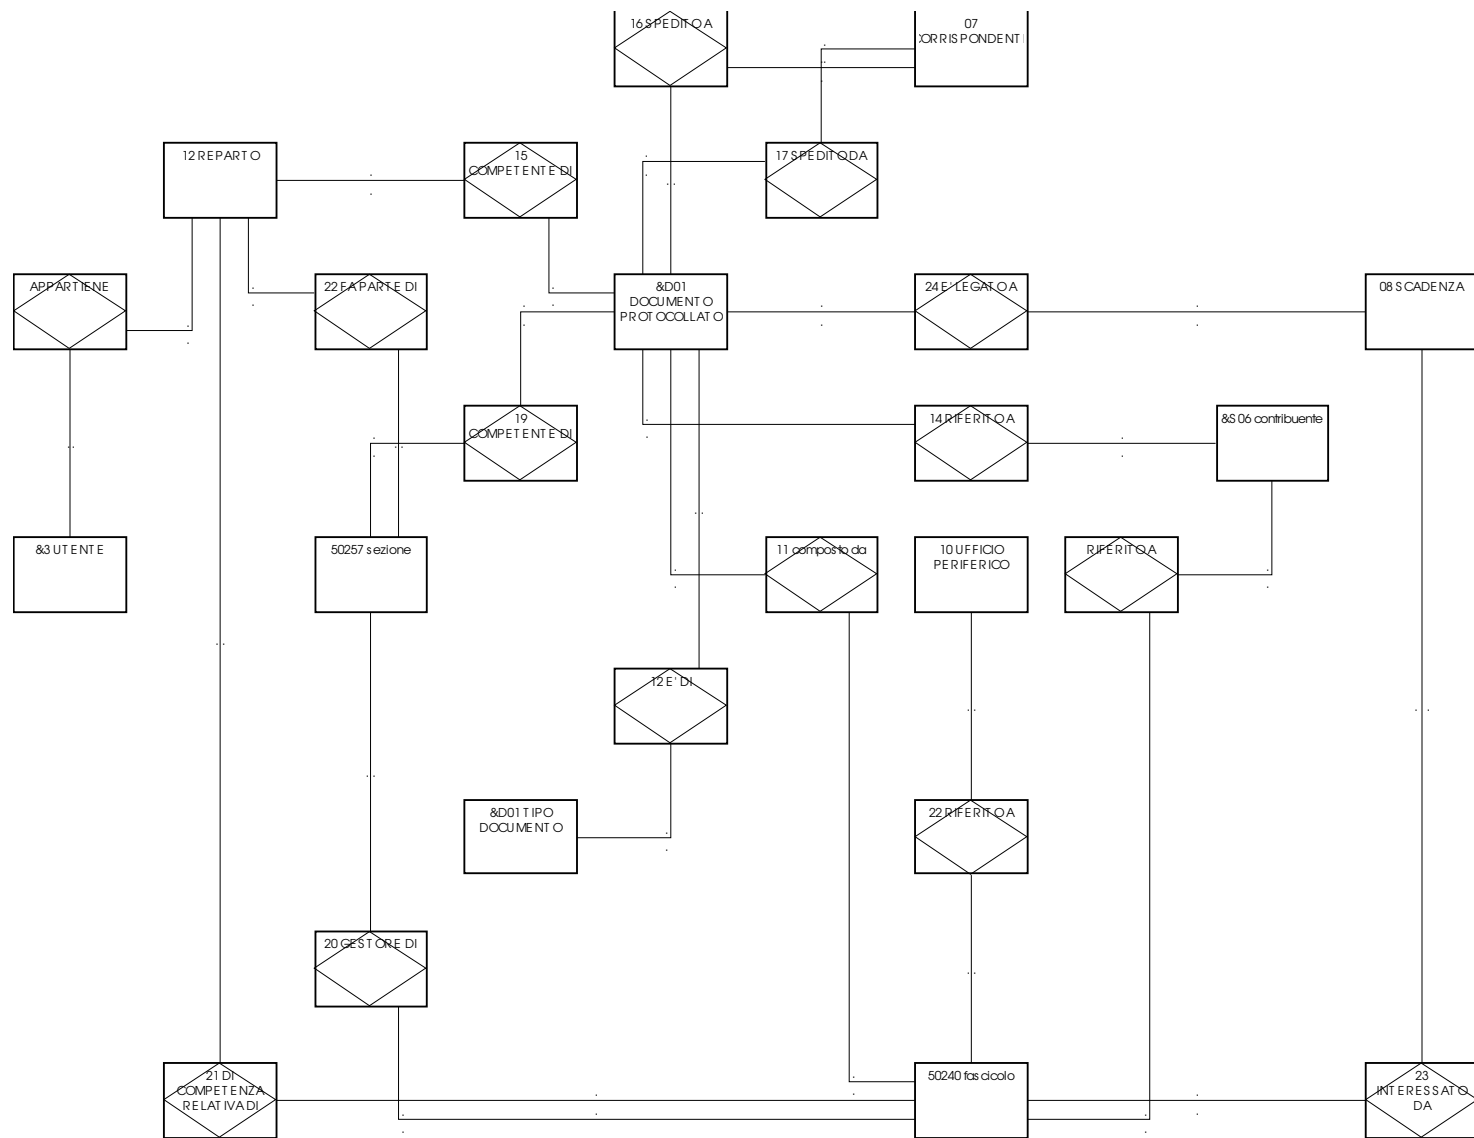 16 SPEDITO A
07
CORRISPONDENTI
12 REPARTO
15
COMPETENTE DI
17 SPEDITO DA
APPARTIENE
22 FA PARTE DI
&D01
DOCUMENTO
PROTOCOLLATO
24 E' LEGATO A
08 SCADENZA
19
COMPETENTE DI
14 RIFERITO A
&S06 contribuente
&3 UTENTE
50257 sezione
11 composto da
10 UFFICIO
PERIFERICO
RIFERITO A
12 E' DI
&D01 TIPO
DOCUMENTO
22 RIFERITO A
20 GESTORE DI
21 DI
COMPETENZA
RELATIVA DI
50240 fascicolo
23
INTERESSATO
DA